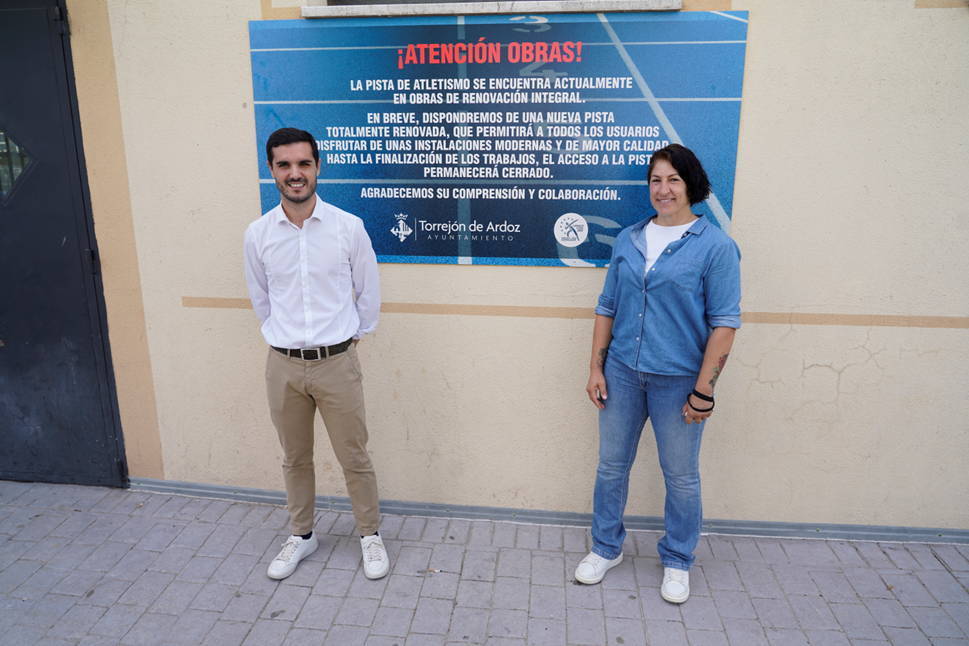 ¡ATENCIÓN OBRAS!
LA PISTA DE ATLETISMO SE ENCUENTRA ACTUALMENTE
EN OBRAS DE RENOVACIÓN INTEGRAL.
EN BREVE, DISPONDREMOS DE UNA NUEVA PISTA
TOTALMENTE RENOVADA, QUE PERMITIRÁ A TODOS LOS USUARIOS
DISFRUTAR DE UNAS INSTALACIONES MODERNAS Y DE MAYOR CALIDAD.
HASTA LA FINALIZACIÓN DE LOS TRABAJOS, EL ACCESO A LA PISTA
PERMANECERÁ CERRADO.
AGRADECEMOS SU COMPRENSIÓN Y COLABORACIÓN.
Torrejón de Ardoz
AYUNTAMIENTO